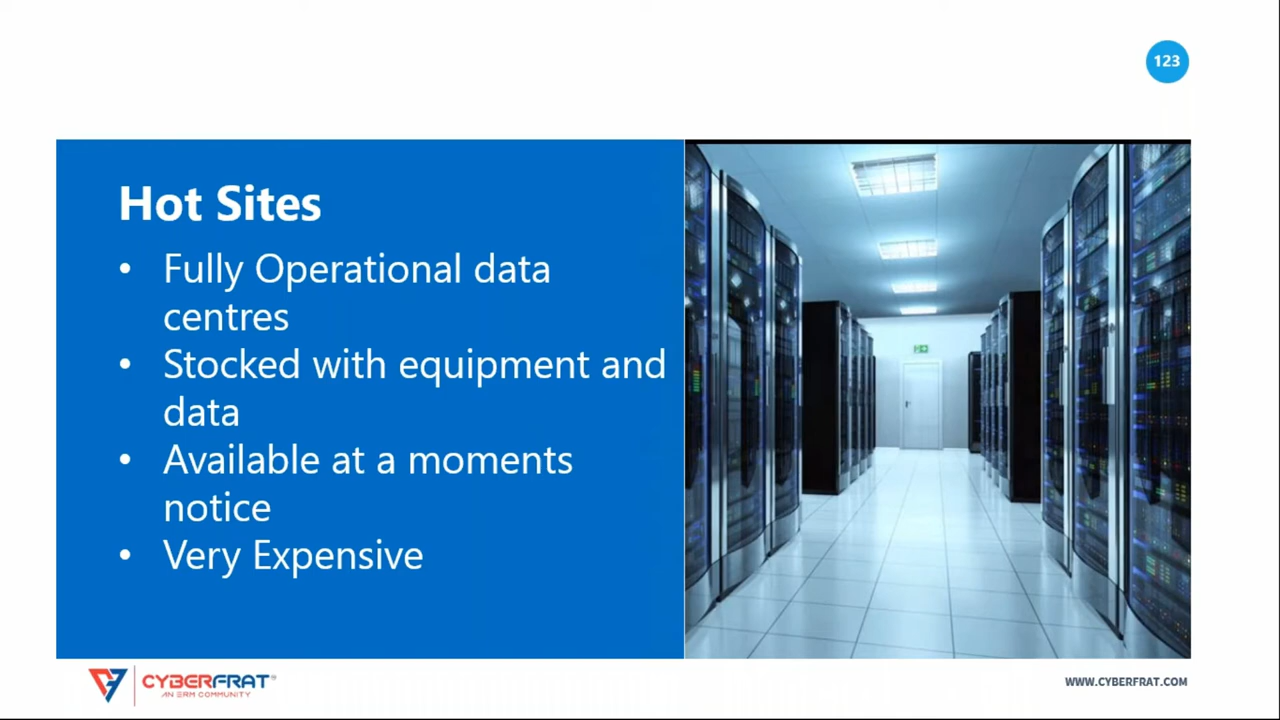 123
Hot Sites
• Fully Operational data
centres
• Stocked with equipment and
data
• Available at a moments
notice
• Very Expensive
CYBERFRAT
AN ERM COMMUNITY
WWW.CYBERFRAT.COM